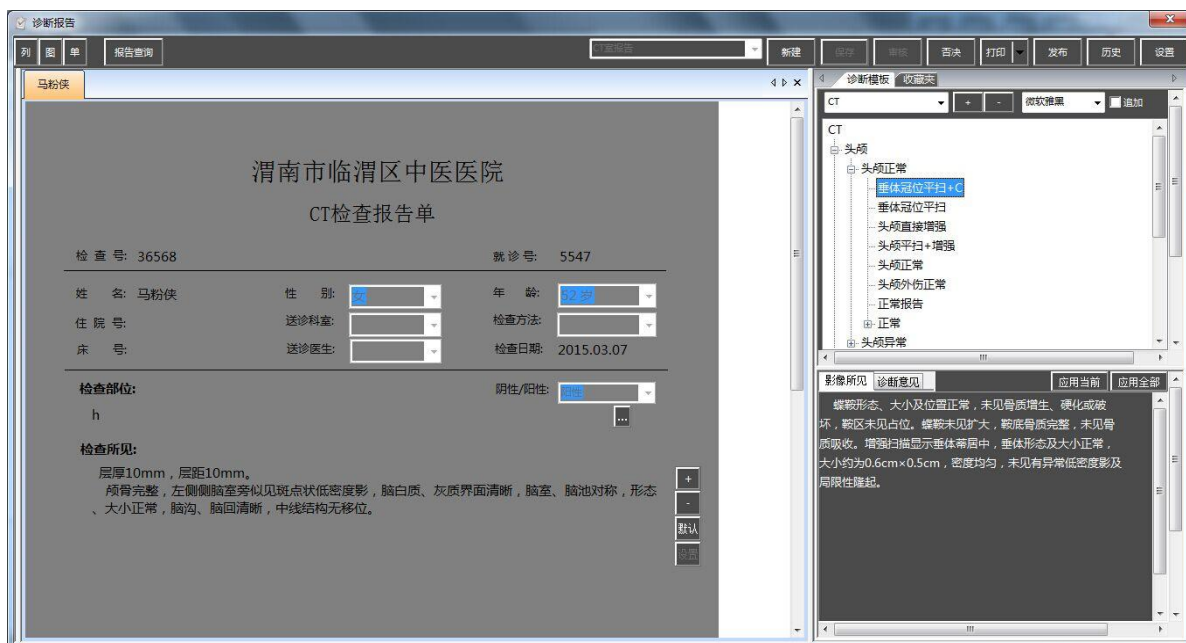 诊断报告
列 图 单 报告查询 CT室报告 新建 保存 审核 否决 打印 发布 历史 设置
马粉侠
渭南市临渭区中医医院
CT检查报告单
检 查 号: 36568 就 诊 号: 5547
姓 名: 马粉侠 性 别: 女 年 龄: 52 岁
住 院 号: 送诊科室: 检查方法:
床 号: 送诊医生: 检查日期: 2015.03.07
检查部位: 阴性/阳性: 阳性
h ...
检查所见:
层厚10mm，层距10mm。
颅骨完整，左侧侧脑室旁似见斑点状低密度影，脑白质、灰质界面清晰，脑室、脑池对称，形态
、大小正常，脑沟、脑回清晰，中线结构无移位。
+
-
默认
设置
诊断模板 收藏夹
CT + - 微软雅黑 追加
CT
头颅
头颅正常
垂体冠位平扫+C
垂体冠位平扫
头颅直接增强
头颅平扫+增强
头颅正常
头颅外伤正常
正常报告
正常
头颅异常
影像所见 诊断意见 应用当前 应用全部
蝶鞍形态、大小及位置正常，未见骨质增生、硬化或破
坏，鞍区未见占位。蝶鞍未见扩大，鞍底骨质完整，未见骨
质吸收。增强扫描显示垂体蒂居中，垂体形态及大小正常，
大小约为0.6cm×0.5cm，密度均匀，未见有异常低密度影及
局限性隆起。